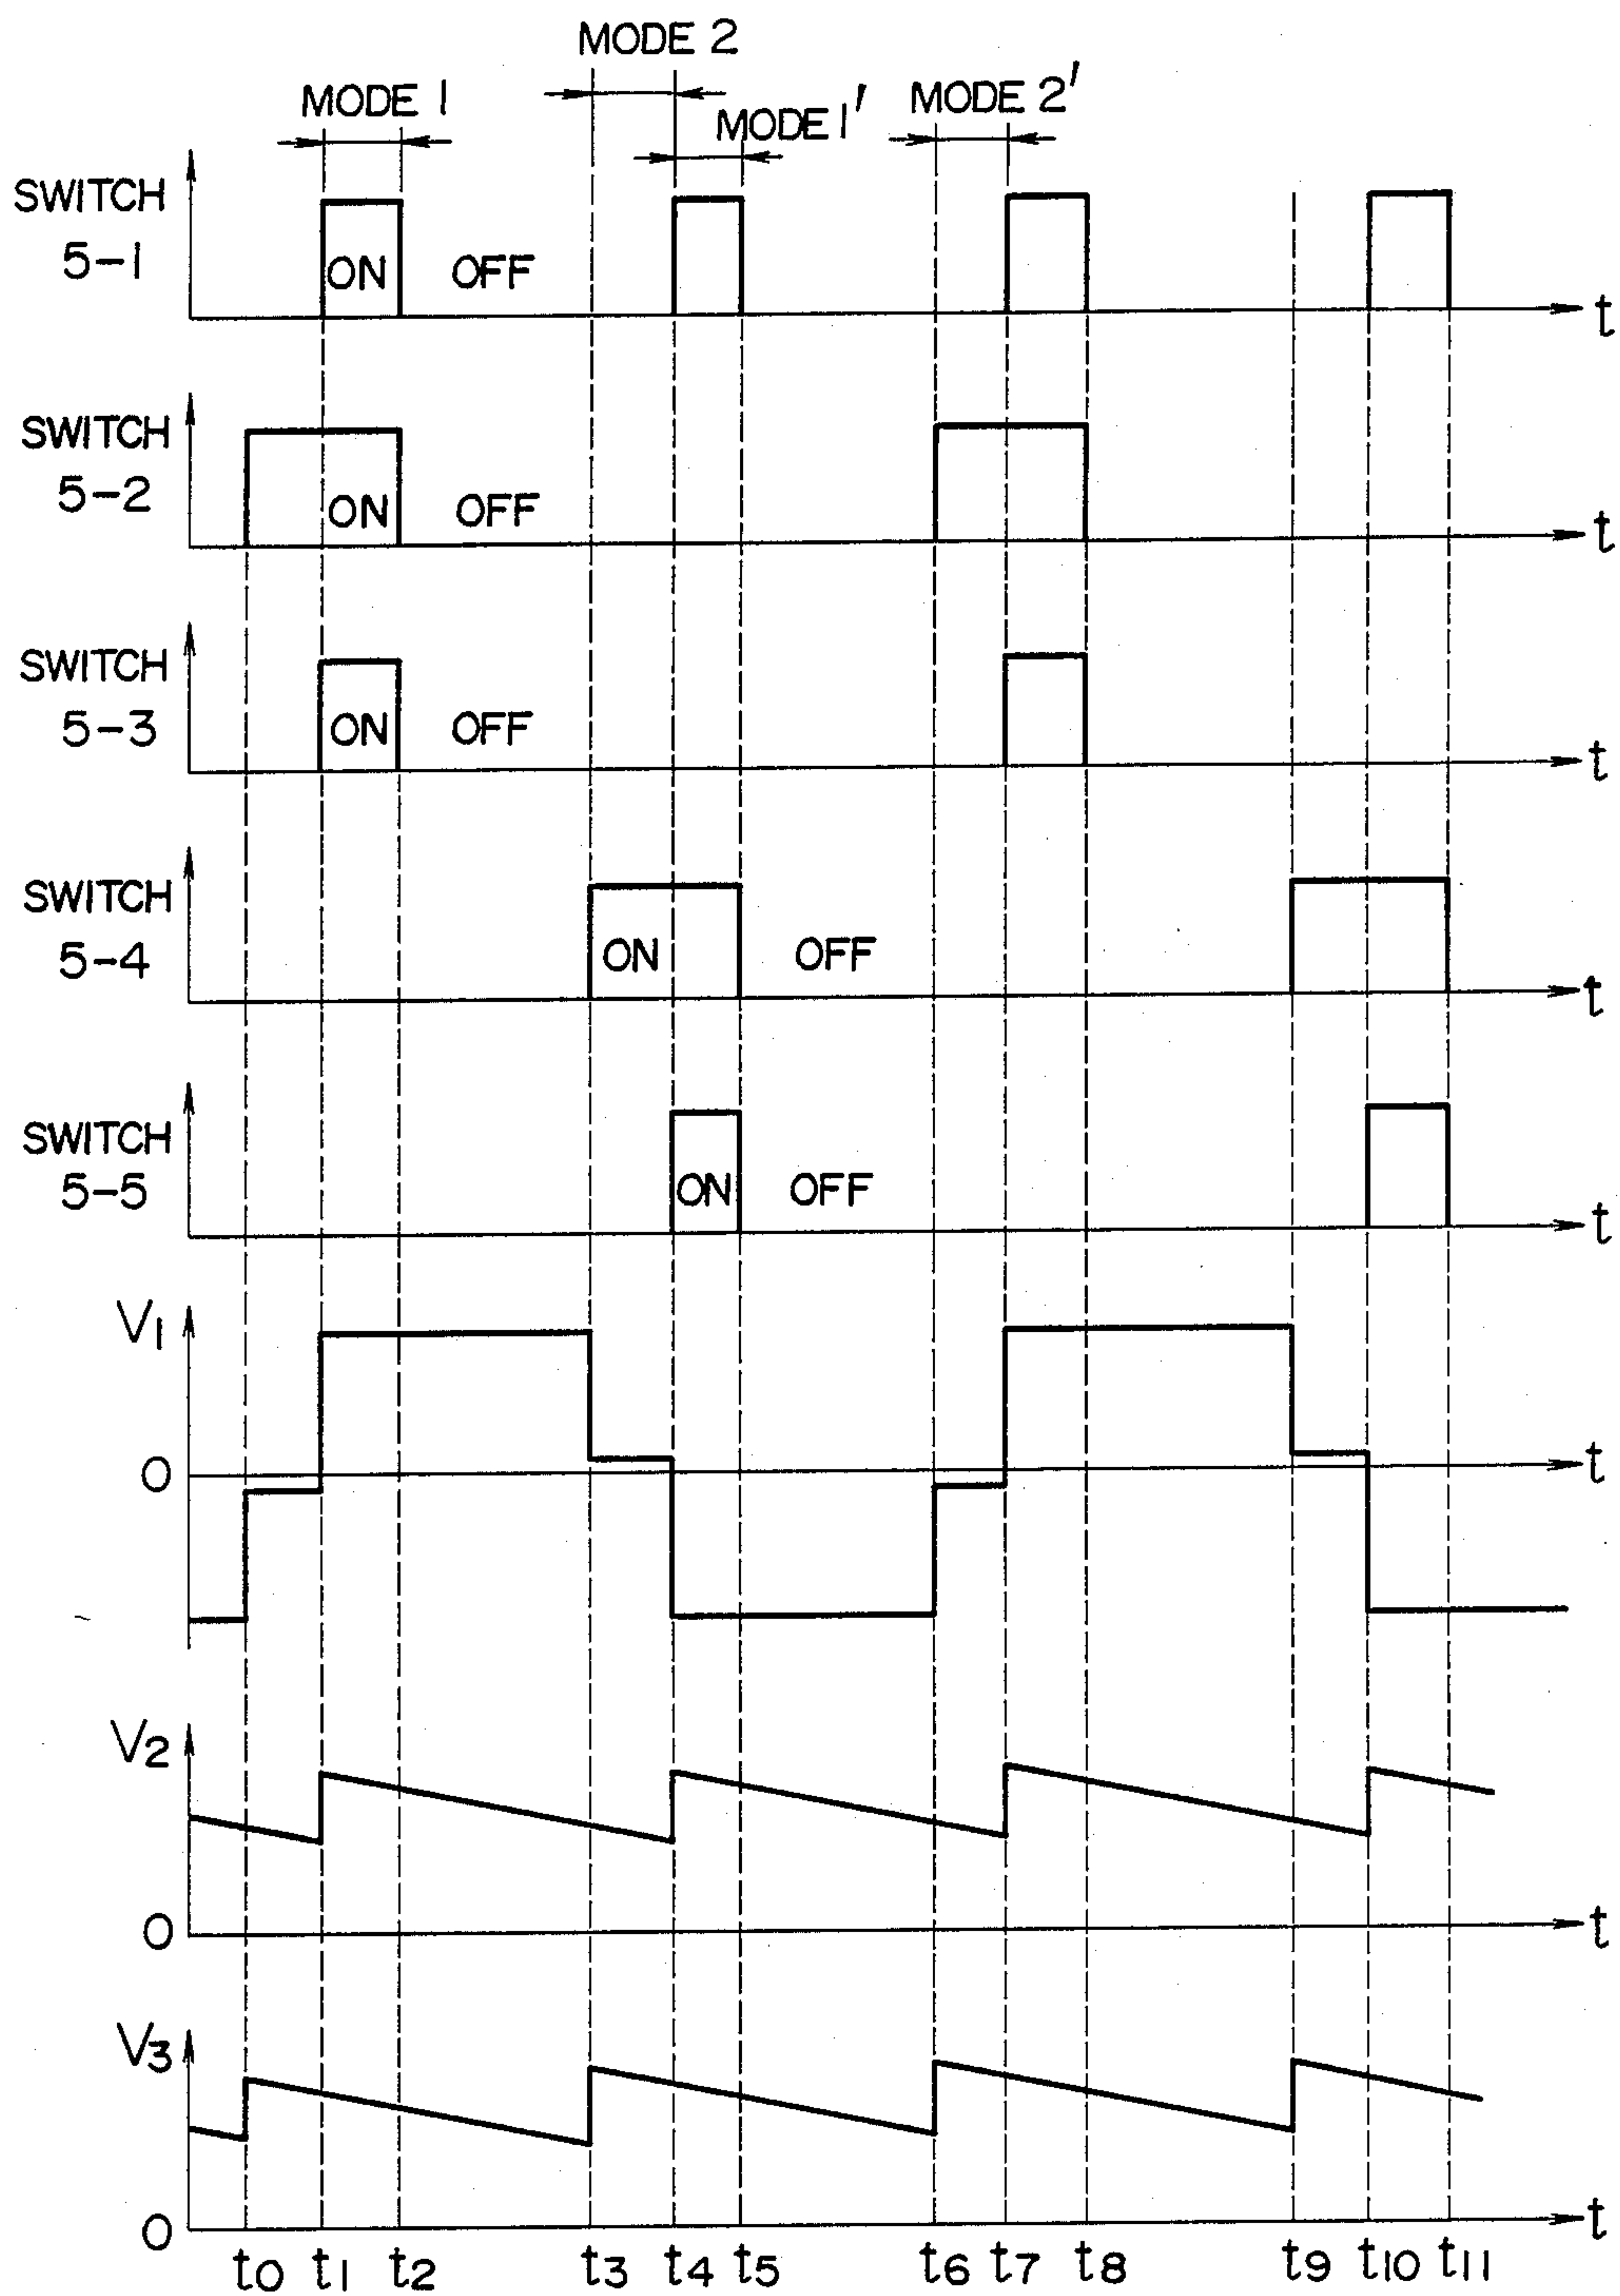 MODE 2
MODE 1
MODE 1'
MODE 2'
SWITCH
5-1
ON
OFF
t
SWITCH
5-2
ON
OFF
t
SWITCH
5-3
ON
OFF
t
SWITCH
5-4
ON
OFF
t
SWITCH
5-5
ON
OFF
t
V1
0
t
V2
0
t
V3
0
t
t0 t1 t2 t3 t4 t5 t6 t7 t8 t9 t10 t11